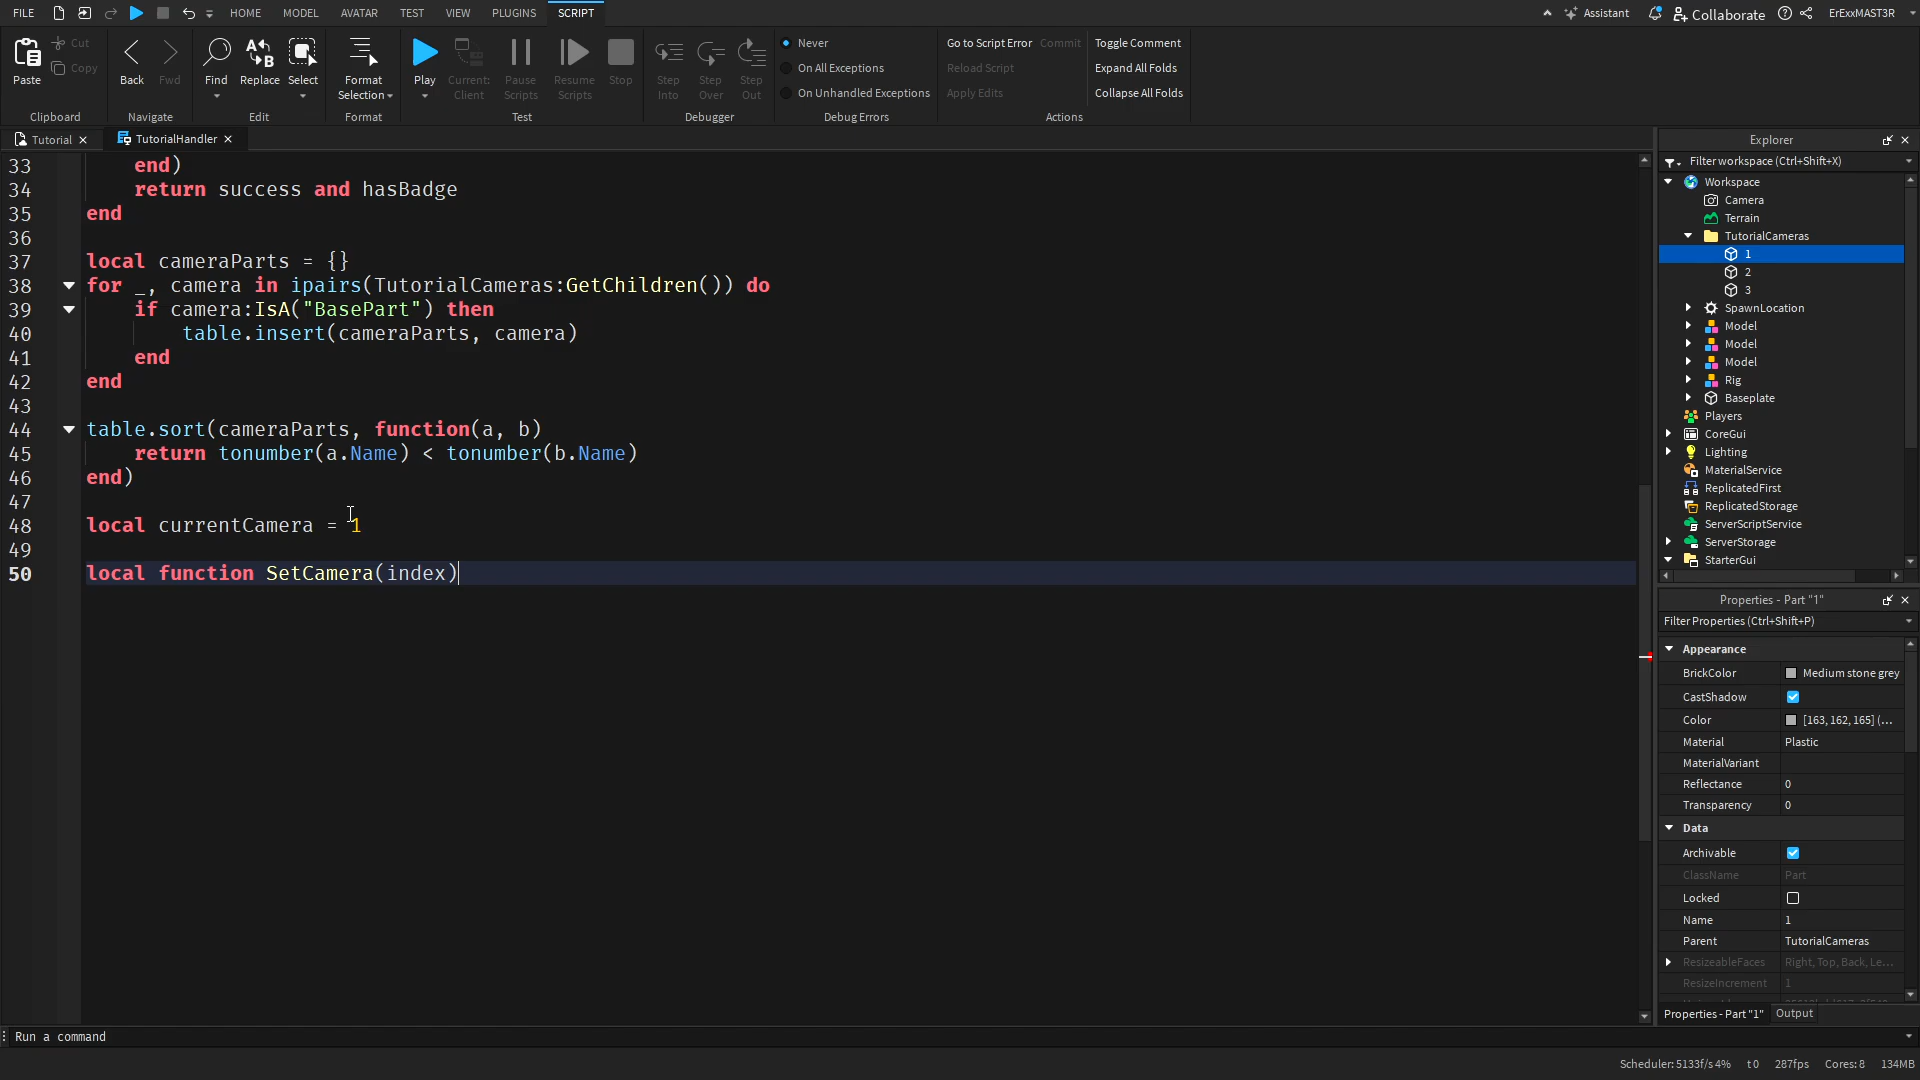 FILE HOME MODEL AVATAR TEST VIEW PLUGINS SCRIPT Assistant Collaborate ErExxMAST3R
Paste Cut Copy
Clipboard
Back Fwd
Navigate
Find Replace Select
Edit
Format Selection
Format
Play Current: Client Pause Scripts Resume Scripts Stop
Test
Step Into Step Over Step Out
Debugger
Never
On All Exceptions
On Unhandled Exceptions
Debug Errors
Go to Script Error Commit Toggle Comment
Reload Script Expand All Folds
Apply Edits Collapse All Folds
Actions
Tutorial TutorialHandler
33 end)
34 return success and hasBadge
35 end
36
37 local cameraParts = {}
38 for _, camera in ipairs(TutorialCameras:GetChildren()) do
39 if camera:IsA("BasePart") then
40 table.insert(cameraParts, camera)
41 end
42 end
43
44 table.sort(cameraParts, function(a, b)
45 return tonumber(a.Name) < tonumber(b.Name)
46 end)
47
48 local currentCamera = 1
49
50 local function SetCamera(index)
Explorer
Filter workspace (Ctrl+Shift+X)
Workspace
Camera
Terrain
TutorialCameras
1
2
3
SpawnLocation
Model
Model
Model
Rig
Baseplate
Players
CoreGui
Lighting
MaterialService
ReplicatedFirst
ReplicatedStorage
ServerScriptService
ServerStorage
StarterGui
Properties - Part "1"
Filter Properties (Ctrl+Shift+P)
Appearance
BrickColor Medium stone grey
CastShadow
Color [163, 162, 165] (...
Material Plastic
MaterialVariant
Reflectance 0
Transparency 0
Data
Archivable
ClassName Part
Locked
Name 1
Parent TutorialCameras
ResizeableFaces Right, Top, Back, Le...
ResizeIncrement 1
Properties - Part "1" Output
Run a command
Scheduler: 5133f/s 4% t 0 287fps Cores: 8 134MB